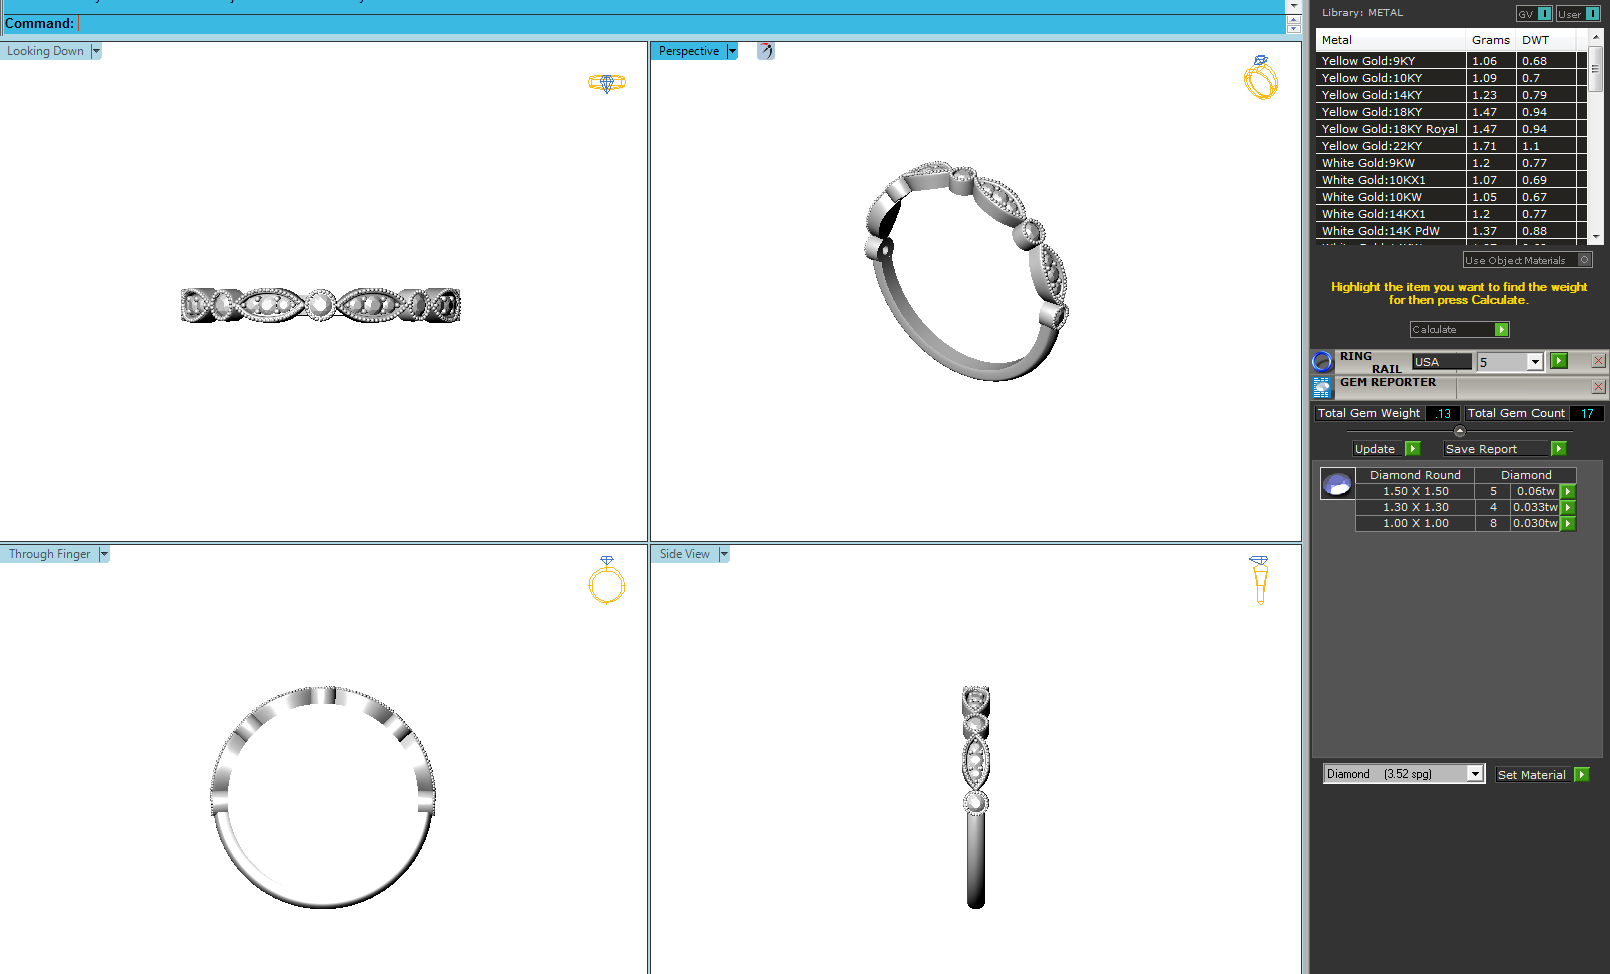 Command:
Looking Down
Perspective
Through Finger
Side View
Library: METAL
GV I User I
Metal Grams DWT
Yellow Gold:9KY 1.06 0.68
Yellow Gold:10KY 1.09 0.7
Yellow Gold:14KY 1.23 0.79
Yellow Gold:18KY 1.47 0.94
Yellow Gold:18KY Royal 1.47 0.94
Yellow Gold:22KY 1.71 1.1
White Gold:9KW 1.2 0.77
White Gold:10KX1 1.07 0.69
White Gold:10KW 1.05 0.67
White Gold:14KX1 1.2 0.77
White Gold:14K PdW 1.37 0.88
Use Object Materials O
Highlight the item you want to find the weight
for then press Calculate.
Calculate
RING
RAIL USA 5
GEM REPORTER
Total Gem Weight .13 Total Gem Count 17
Update Save Report
Diamond Round Diamond
1.50 X 1.50 5 0.06tw
1.30 X 1.30 4 0.033tw
1.00 X 1.00 8 0.030tw
Diamond (3.52 spg) Set Material